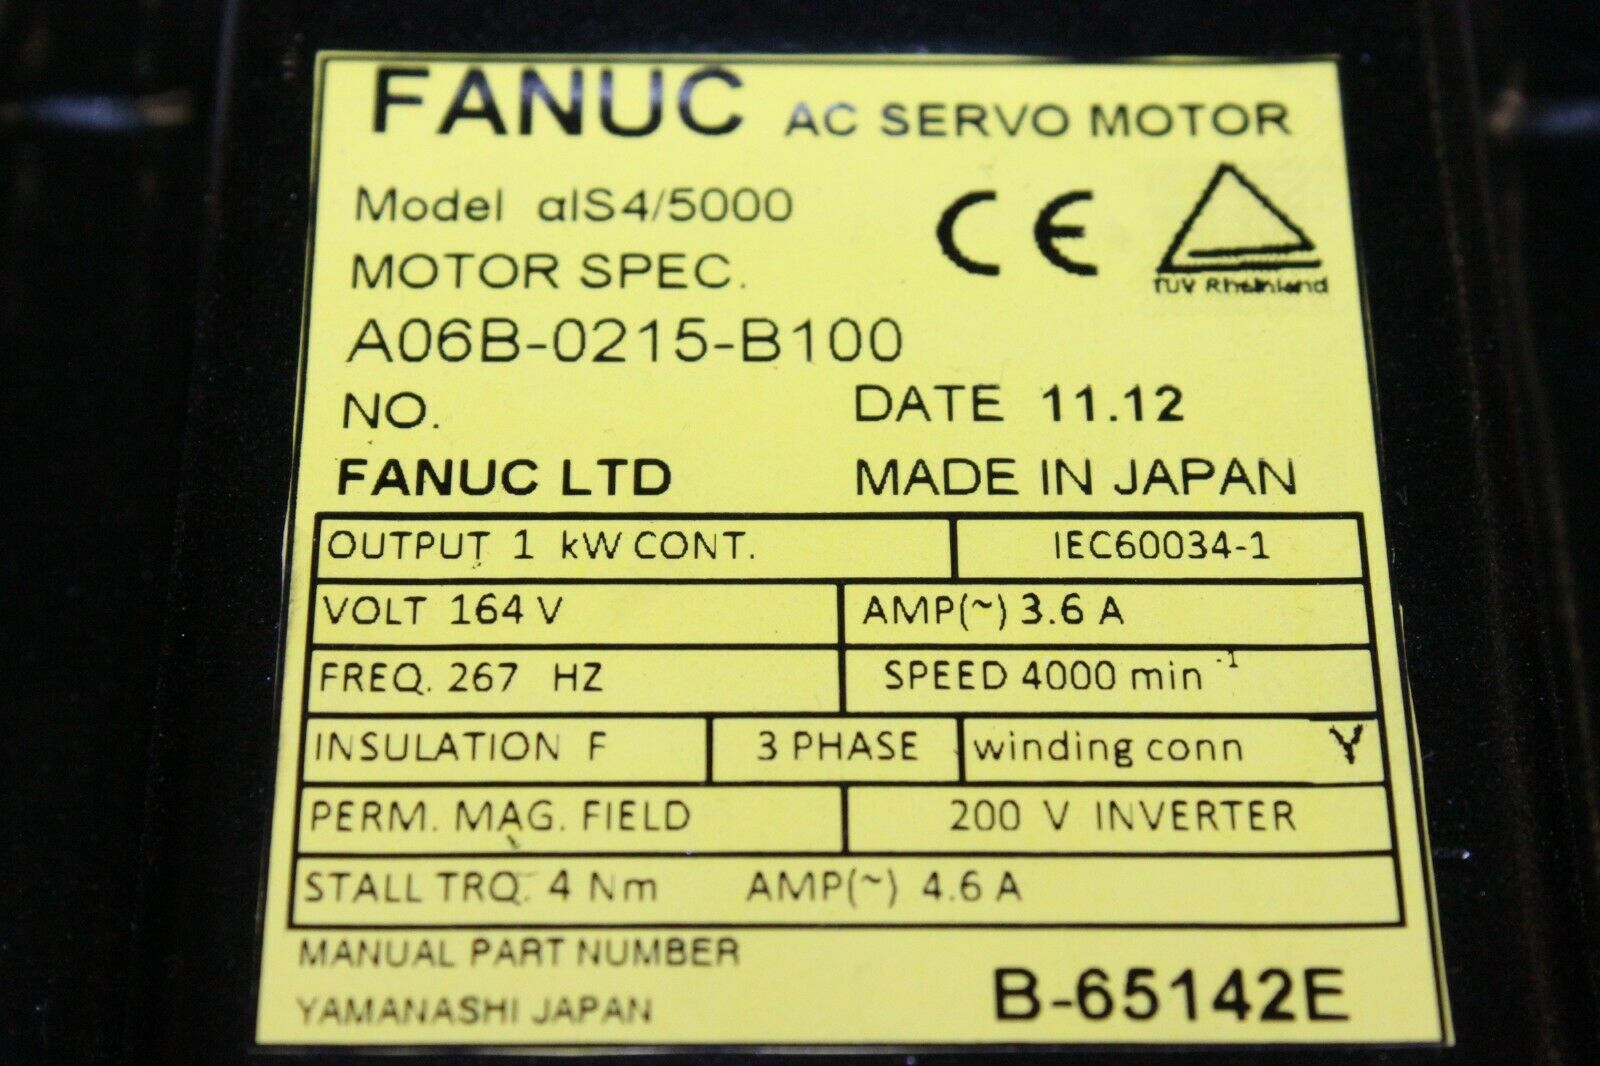 FANUC AC SERVO MOTOR
Model αIS4/5000
MOTOR SPEC.
A06B-0215-B100
CE
TUV Rheinland
NO. DATE 11.12
FANUC LTD MADE IN JAPAN
OUTPUT 1 kW CONT. IEC60034-1
VOLT 164 V AMP(~) 3.6 A
FREQ. 267 HZ SPEED 4000 min⁻¹
INSULATION F 3 PHASE winding conn Y
PERM. MAG. FIELD 200 V INVERTER
STALL TRQ. 4 Nm AMP(~) 4.6 A
MANUAL PART NUMBER B-65142E
YAMANASHI JAPAN